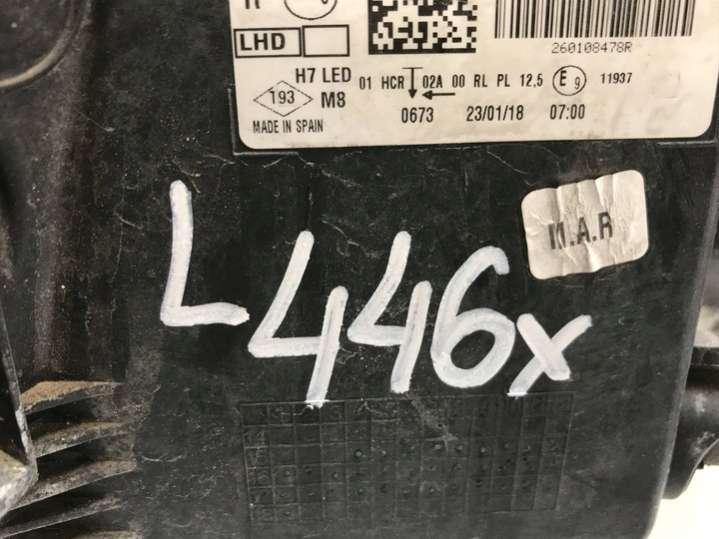 LHD
260108478R
H7 LED 01 HCR 02A 00 RL PL 12,5 E9 11937
193 M8
0673 23/01/18 07:00
MADE IN SPAIN
M.A.R
L 446x